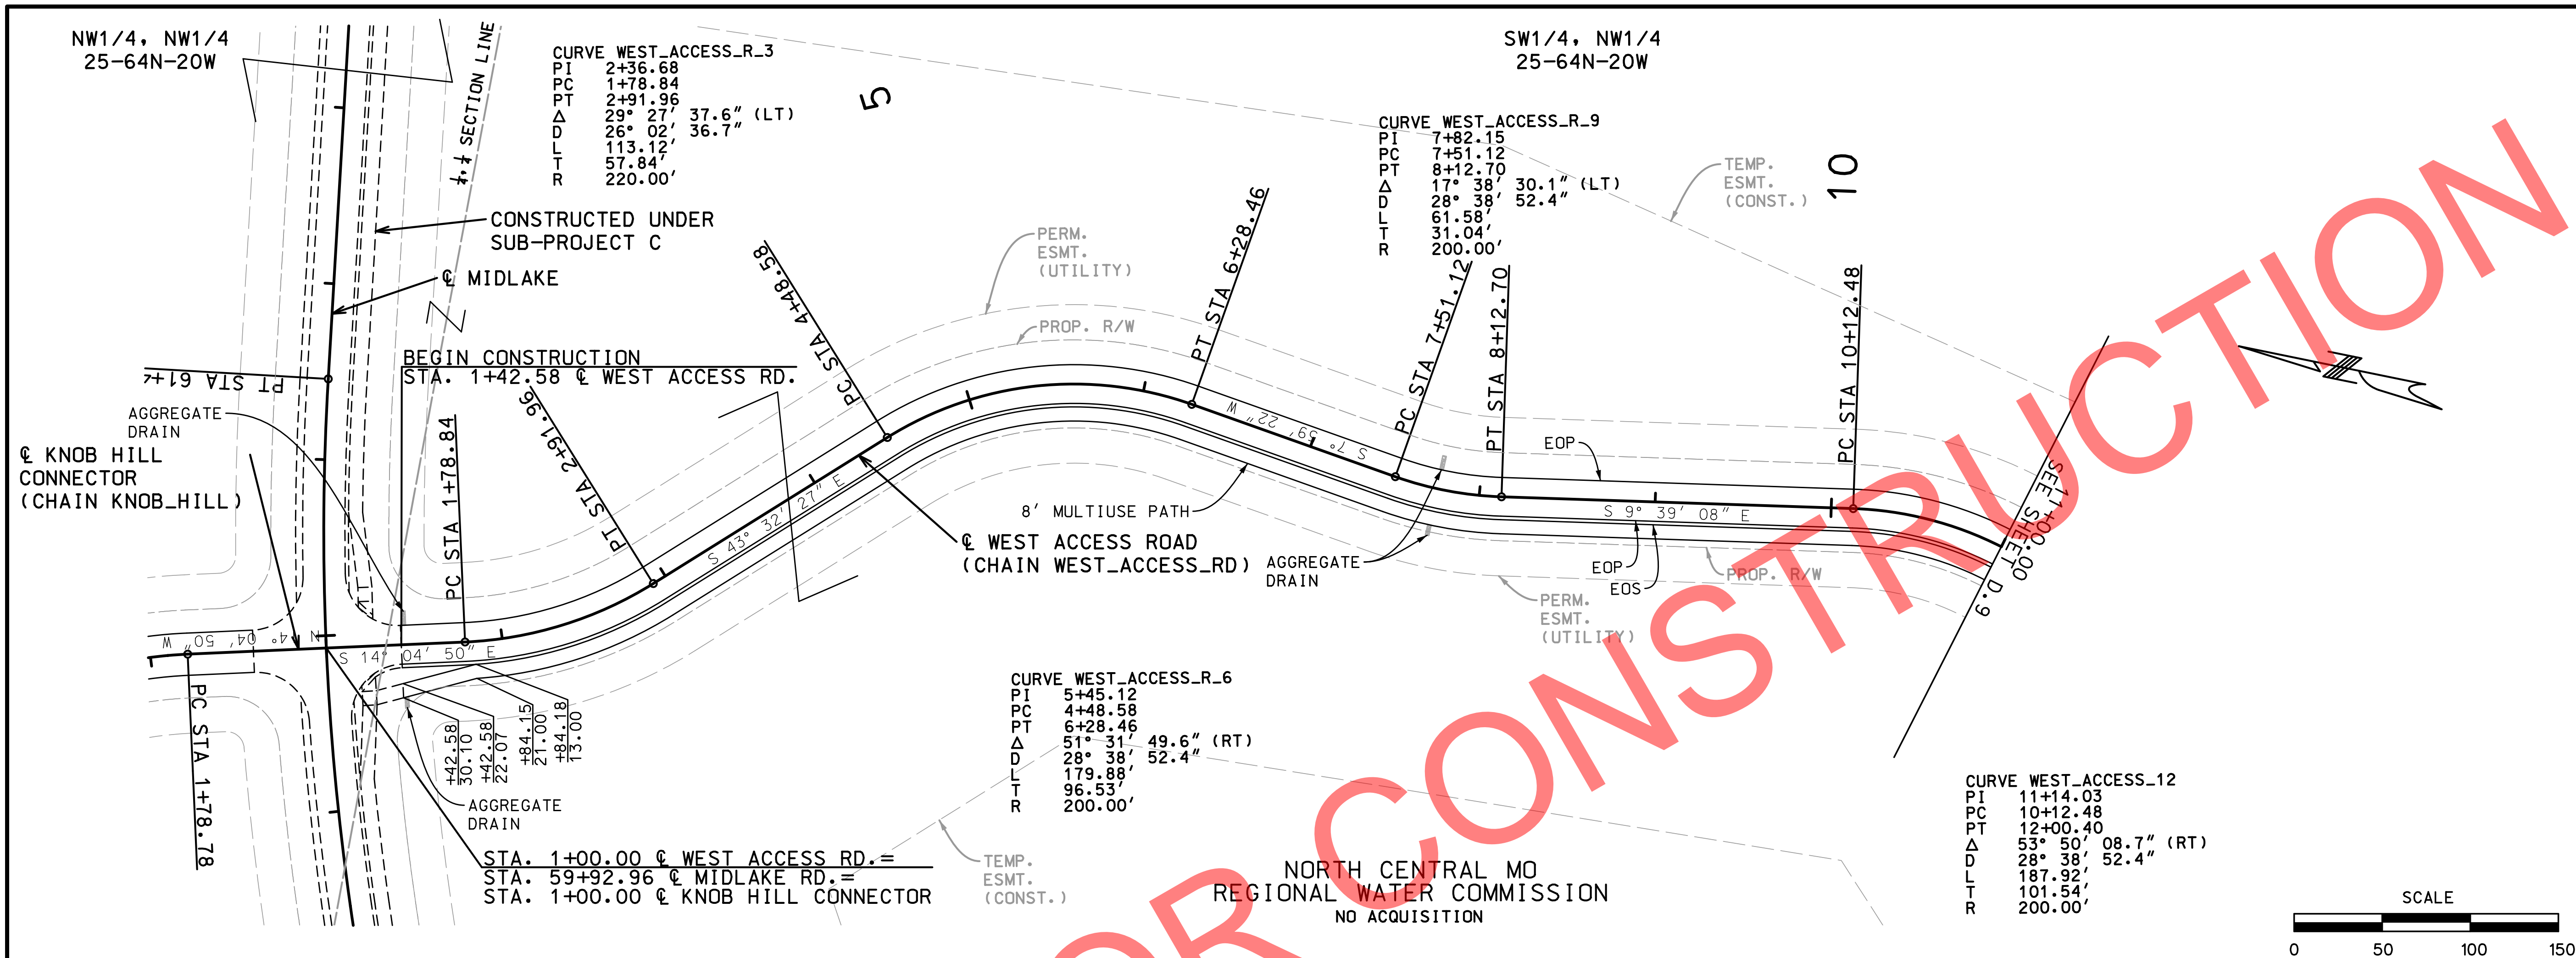 NW1/4, NW1/4
25-64N-20W
¼,¼ SECTION LINE
CURVE WEST_ACCESS_R_3
PI 2+36.68
PC 1+78.84
PT 2+91.96
Δ 29° 27' 37.6" (LT)
D 26° 02' 36.7"
L 113.12'
T 57.84'
R 220.00'
5
SW1/4, NW1/4
25-64N-20W
CURVE WEST_ACCESS_R_9
PI 7+82.15
PC 7+51.12
PT 8+12.70
Δ 17° 38' 30.1" (LT)
D 28° 38' 52.4"
L 61.58'
T 31.04'
R 200.00'
TEMP.
ESMT.
(CONST.)
10
CONSTRUCTED UNDER
SUB-PROJECT C
℄ MIDLAKE
PERM.
ESMT.
(UTILITY)
PROP. R/W
BEGIN CONSTRUCTION
STA. 1+42.58 ℄ WEST ACCESS RD.
PT STA 61+
AGGREGATE
DRAIN
℄ KNOB HILL
CONNECTOR
(CHAIN KNOB_HILL)
PC STA 1+78.84
PT STA 2+91.96
PC STA 4+48.58
PT STA 6+28.46
PC STA 7+51.12
PT STA 8+12.70
PC STA 10+12.48
S 43° 32' 27" E
S 7° 59' 22" W
EOP
S 9° 39' 08" E
8' MULTIUSE PATH
℄ WEST ACCESS ROAD
(CHAIN WEST_ACCESS_RD)
AGGREGATE
DRAIN
EOP
EOS
PROP. R/W
PERM.
ESMT.
(UTILITY)
11+00.00
SEE SHEET D.9
N 4° 04' 50" W
S 14° 04' 50" E
PC STA 1+78.78
+42.58
30.10
+42.58
22.07
+84.15
21.00
+84.18
13.00
AGGREGATE
DRAIN
STA. 1+00.00 ℄ WEST ACCESS RD.=
STA. 59+92.96 ℄ MIDLAKE RD.=
STA. 1+00.00 ℄ KNOB HILL CONNECTOR
CURVE WEST_ACCESS_R_6
PI 5+45.12
PC 4+48.58
PT 6+28.46
Δ 51° 31' 49.6" (RT)
D 28° 38' 52.4"
L 179.88'
T 96.53'
R 200.00'
TEMP.
ESMT.
(CONST.)
NORTH CENTRAL MO
REGIONAL WATER COMMISSION
NO ACQUISITION
CURVE WEST_ACCESS_12
PI 11+14.03
PC 10+12.48
PT 12+00.40
Δ 53° 50' 08.7" (RT)
D 28° 38' 52.4"
L 187.92'
T 101.54'
R 200.00'
SCALE
0 50 100 150
OR CONSTRUCTION